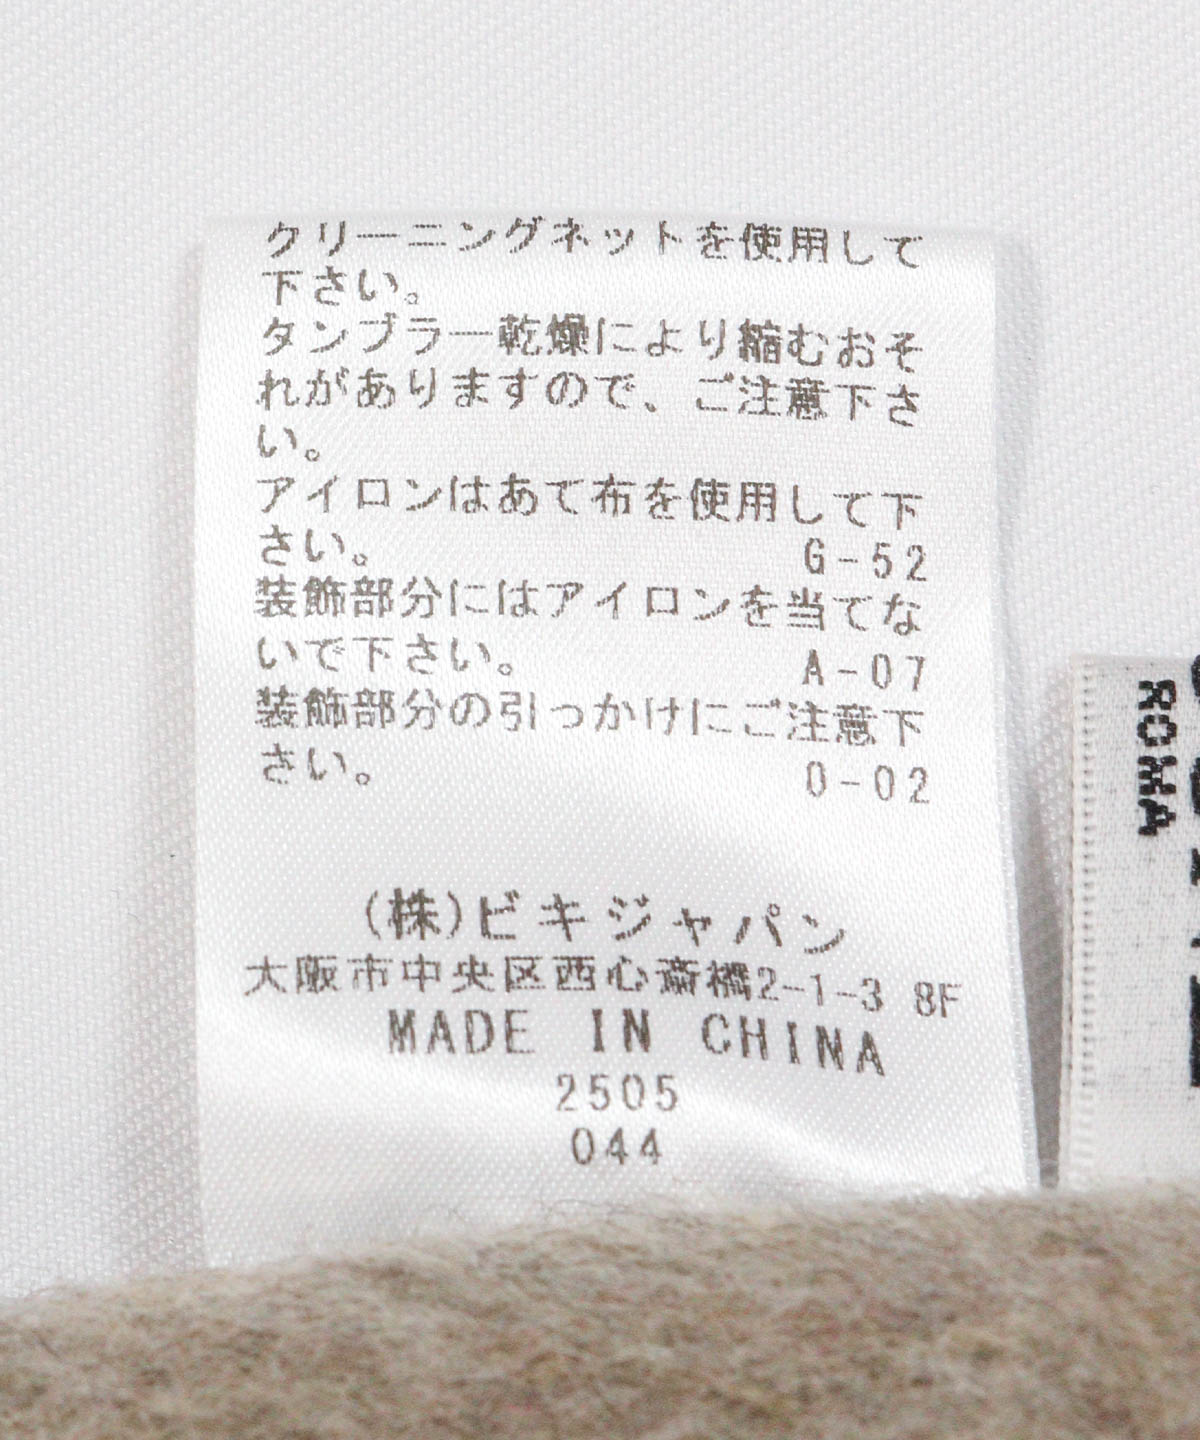 クリーニングネットを使用して
下さい。
タンブラー乾燥により縮むおそ
れがありますので、ご注意下さ
い。
アイロンはあて布を使用して下
さい。 G-52
装飾部分にはアイロンを当てな
いで下さい。 A-07
装飾部分の引っかけにご注意下
さい。 0-02
(株)ビキジャパン
大阪市中央区西心斎橋2-1-3 8F
MADE IN CHINA
2505
044
ROMA